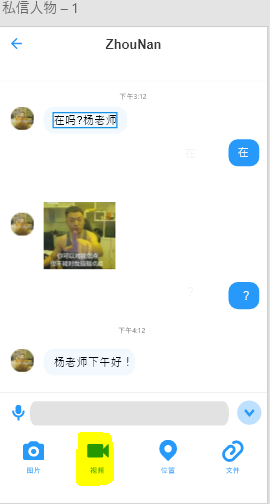 私信人物 – 1
ZhouNan
下午3:12
在吗?杨老师
在
在
?
?
下午4:12
杨老师下午好！
图片
视频
位置
文件